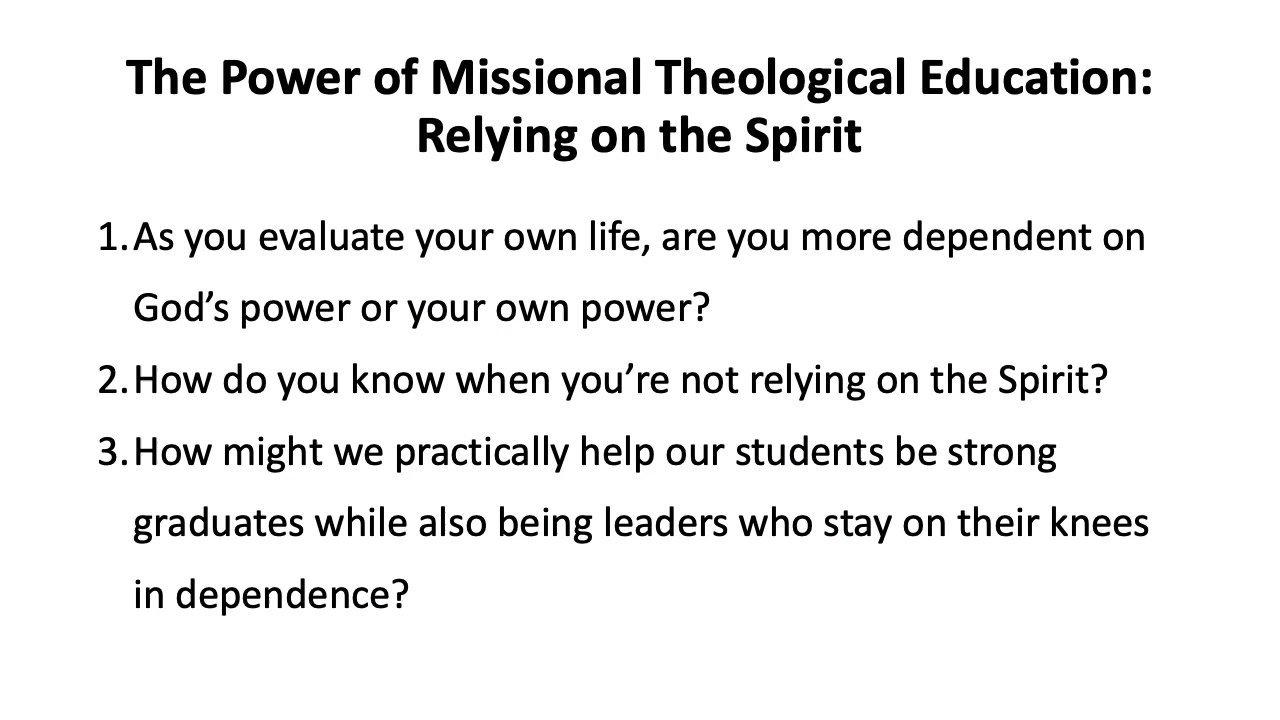 The Power of Missional Theological Education:
Relying on the Spirit
1. As you evaluate your own life, are you more dependent on
God’s power or your own power?
2. How do you know when you’re not relying on the Spirit?
3. How might we practically help our students be strong
graduates while also being leaders who stay on their knees
in dependence?